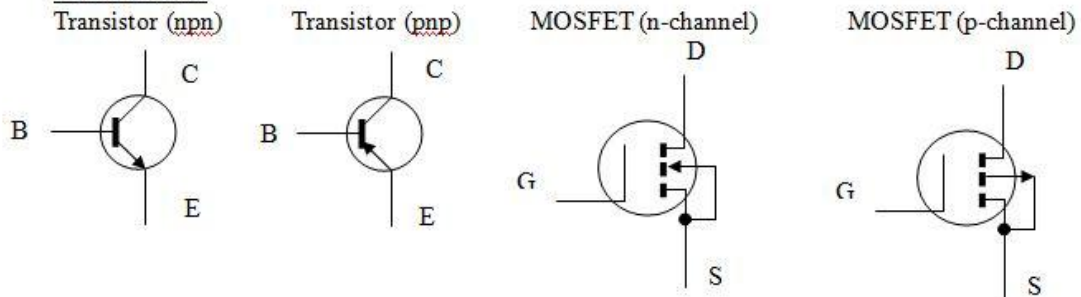 Transistor (npn) Transistor (pnp) MOSFET (n-channel) MOSFET (p-channel)
C C D D
B B G G
E E S S